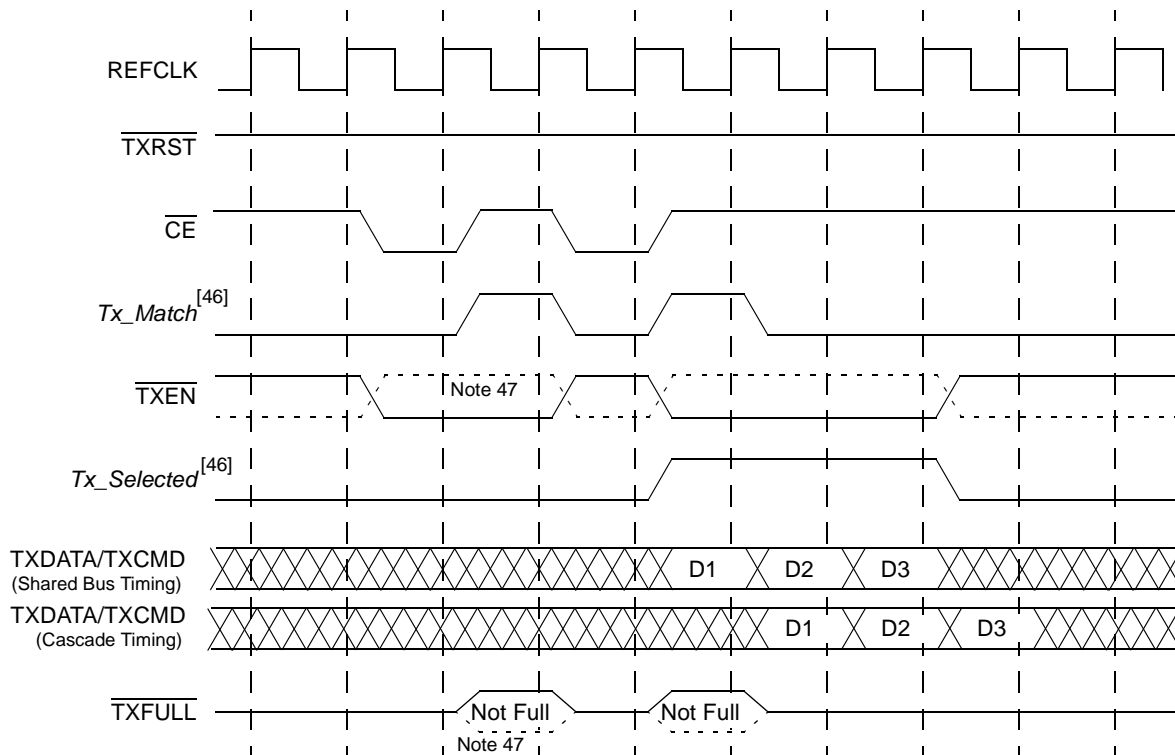 REFCLK
TXRST
CE
Tx_Match[46]
TXEN
Note 47
Tx_Selected[46]
TXDATA/TXCMD
(Shared Bus Timing)
D1 D2 D3
TXDATA/TXCMD
(Cascade Timing)
D1 D2 D3
TXFULL
Not Full Not Full
Note 47